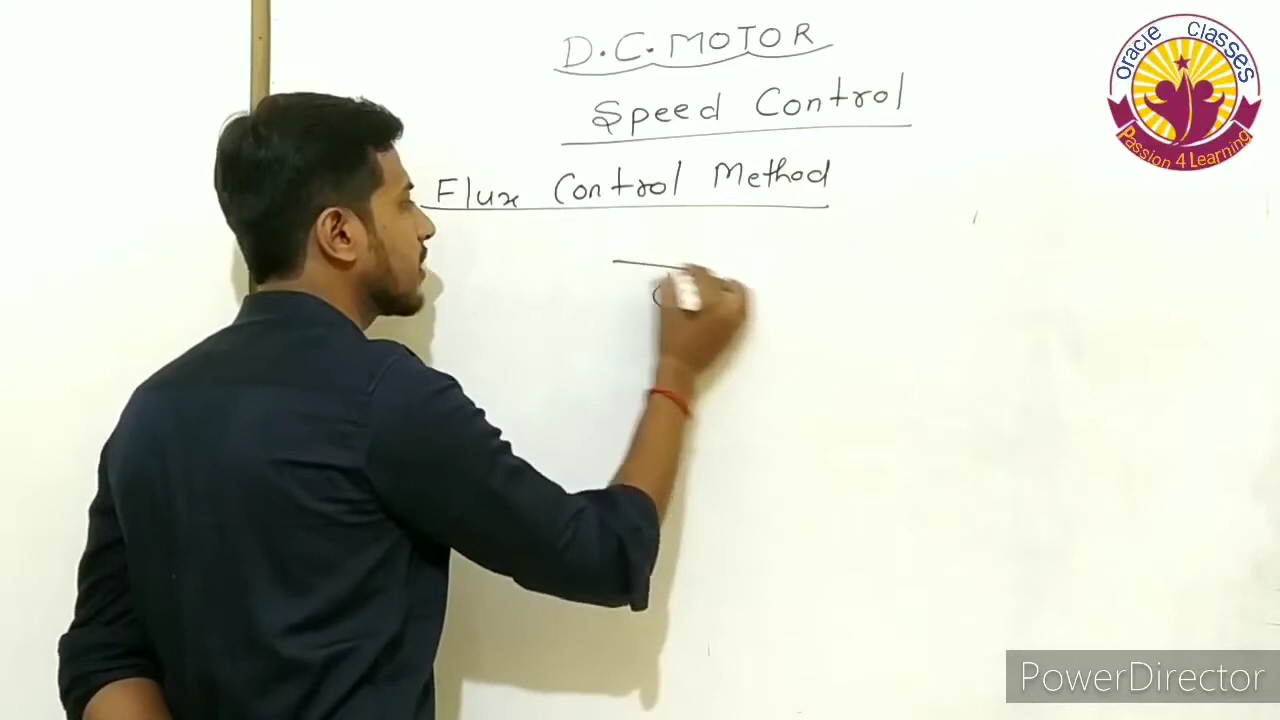 D.C. MOTOR
Speed Control
Flux Control Method
Oracle Classes
Passion 4 Learning
PowerDirector